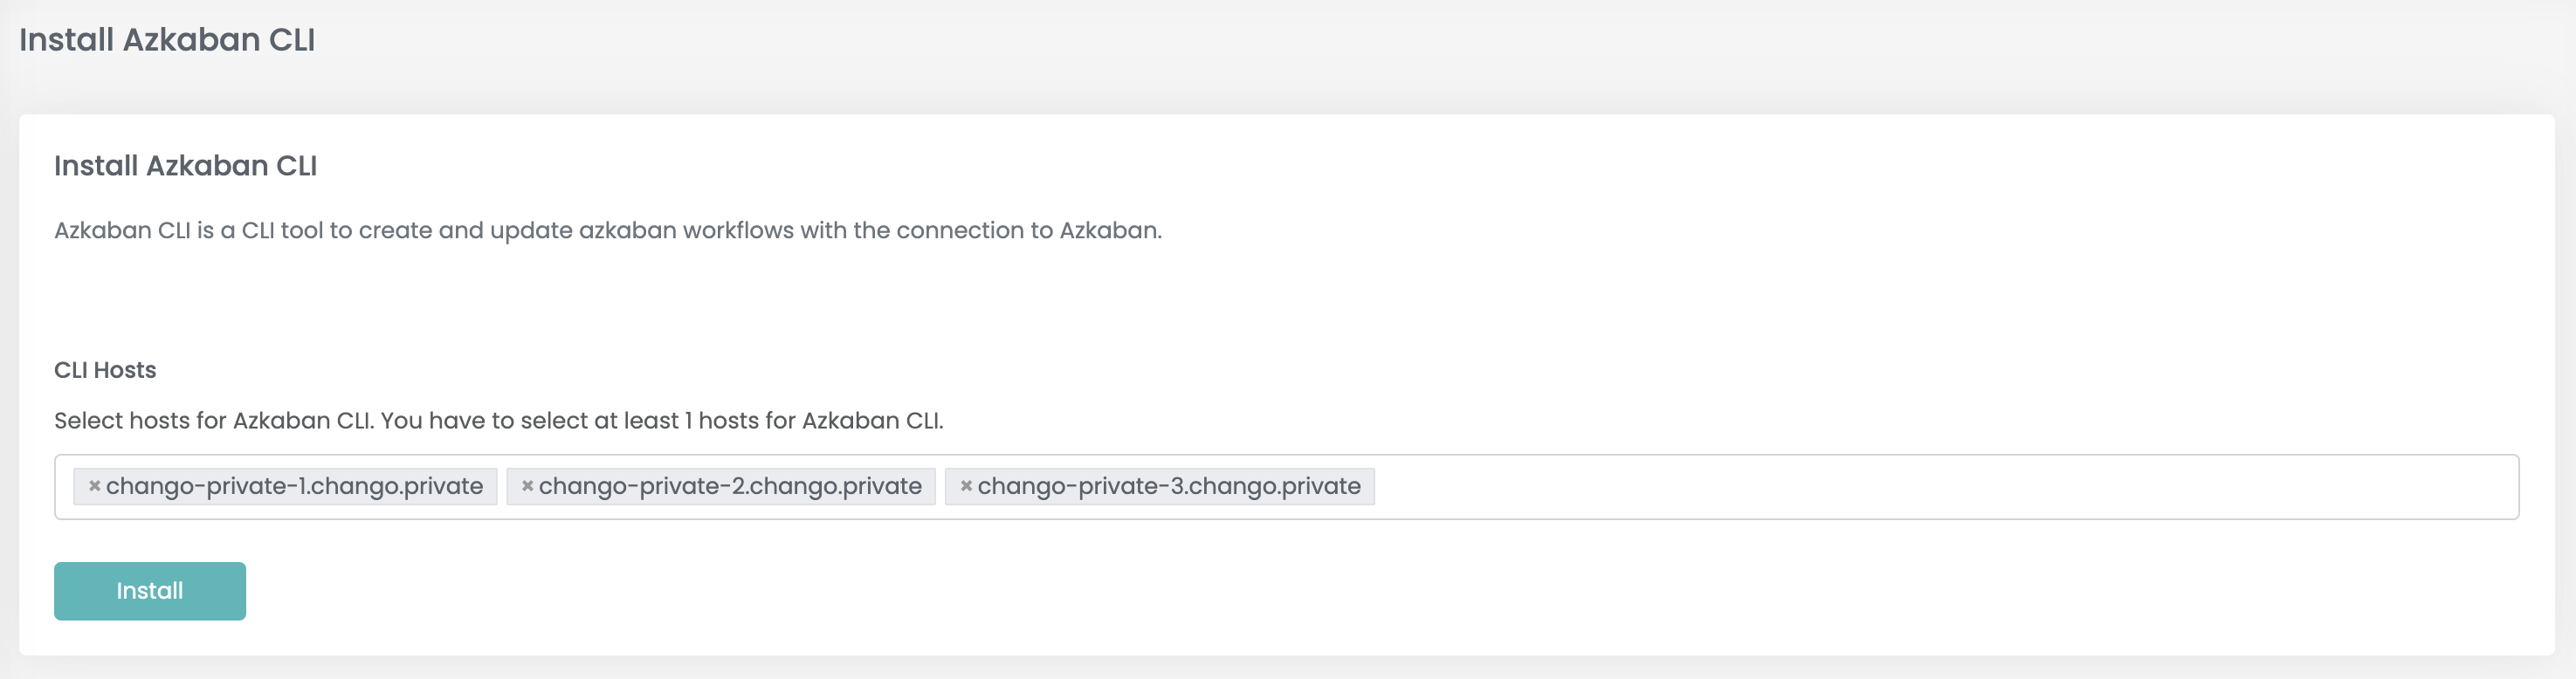 Install Azkaban CLI
Install Azkaban CLI
Azkaban CLI is a CLI tool to create and update azkaban workflows with the connection to Azkaban.
CLI Hosts
Select hosts for Azkaban CLI. You have to select at least 1 hosts for Azkaban CLI.
×chango-private-1.chango.private ×chango-private-2.chango.private ×chango-private-3.chango.private
Install